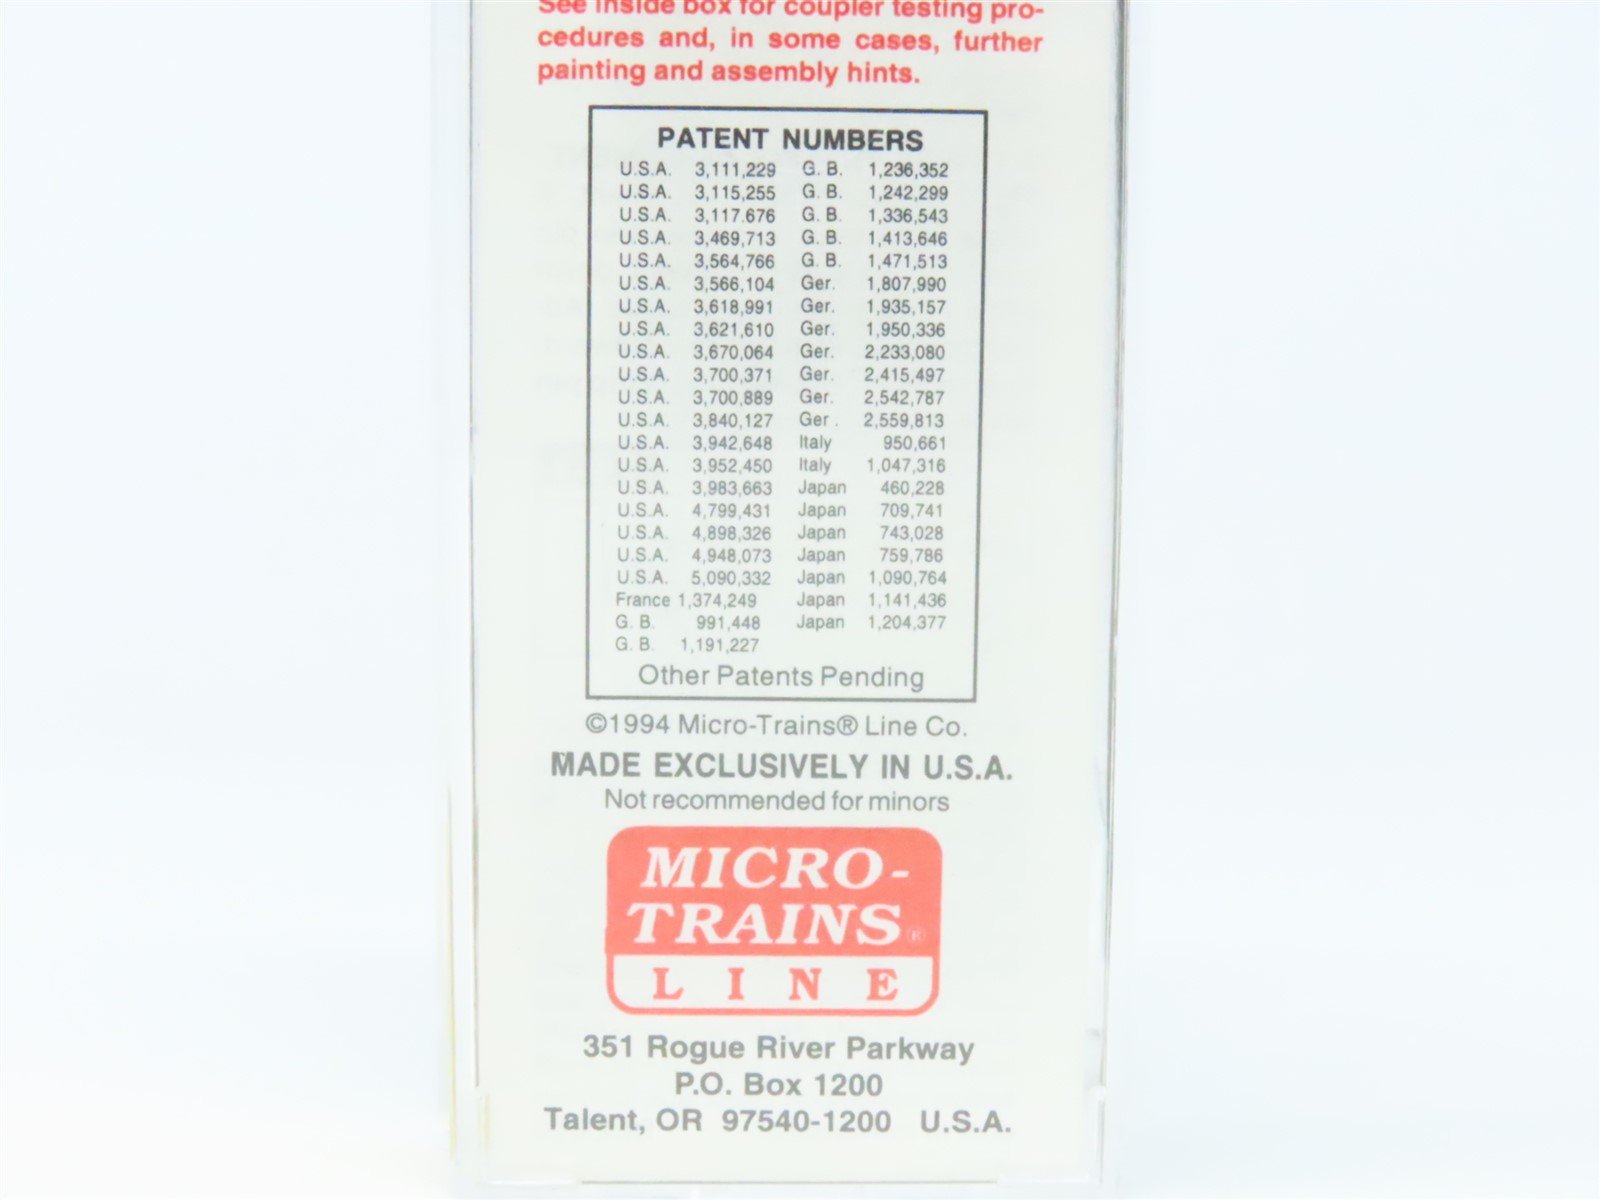 See inside box for coupler testing pro-
cedures and, in some cases, further
painting and assembly hints.
PATENT NUMBERS
U.S.A. 3,111,229 G. B. 1,236,352
U.S.A. 3,115,255 G. B. 1,242,299
U.S.A. 3,117.676 G. B. 1,336,543
U.S.A. 3,469,713 G. B. 1,413,646
U.S.A. 3,564,766 G. B. 1,471,513
U.S.A. 3,566,104 Ger. 1,807,990
U.S.A. 3,618,991 Ger. 1,935,157
U.S.A. 3,621,610 Ger. 1,950,336
U.S.A. 3,670,064 Ger. 2,233,080
U.S.A. 3,700,371 Ger. 2,415,497
U.S.A. 3,700,889 Ger. 2,542,787
U.S.A. 3,840,127 Ger . 2,559,813
U.S.A. 3,942,648 Italy 950,661
U.S.A. 3,952,450 Italy 1,047,316
U.S.A. 3,983,663 Japan 460,228
U.S.A. 4,799,431 Japan 709,741
U.S.A. 4,898,326 Japan 743,028
U.S.A. 4,948,073 Japan 759,786
U.S.A. 5,090,332 Japan 1,090,764
France 1,374,249 Japan 1,141,436
G. B. 991,448 Japan 1,204,377
G. B. 1,191,227
Other Patents Pending
©1994 Micro-Trains® Line Co.
MADE EXCLUSIVELY IN U.S.A.
Not recommended for minors
MICRO-
TRAINS®
LINE
351 Rogue River Parkway
P.O. Box 1200
Talent, OR 97540-1200 U.S.A.